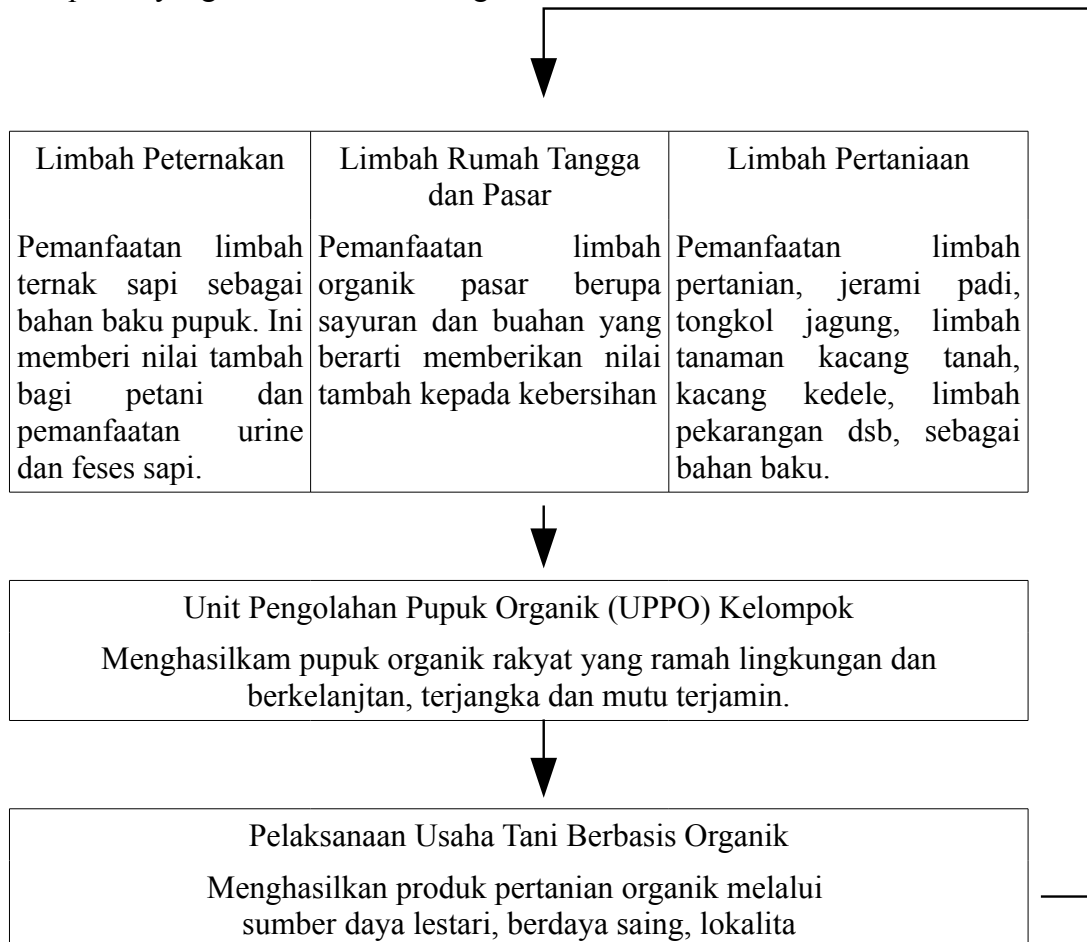 Limbah Peternakan
Pemanfaatan limbah
ternak sapi sebagai
bahan baku pupuk. Ini
memberi nilai tambah
bagi petani dan
pemanfaatan urine
dan feses sapi.
Limbah Rumah Tangga
dan Pasar
Pemanfaatan limbah
organik pasar berupa
sayuran dan buahan yang
berarti memberikan nilai
tambah kepada kebersihan
Limbah Pertaniaan
Pemanfaatan limbah
pertanian, jerami padi,
tongkol jagung, limbah
tanaman kacang tanah,
kacang kedele, limbah
pekarangan dsb, sebagai
bahan baku.
Unit Pengolahan Pupuk Organik (UPPO) Kelompok
Menghasilkam pupuk organik rakyat yang ramah lingkungan dan
berkelanjtan, terjangka dan mutu terjamin.
Pelaksanaan Usaha Tani Berbasis Organik
Menghasilkan produk pertanian organik melalui
sumber daya lestari, berdaya saing, lokalita